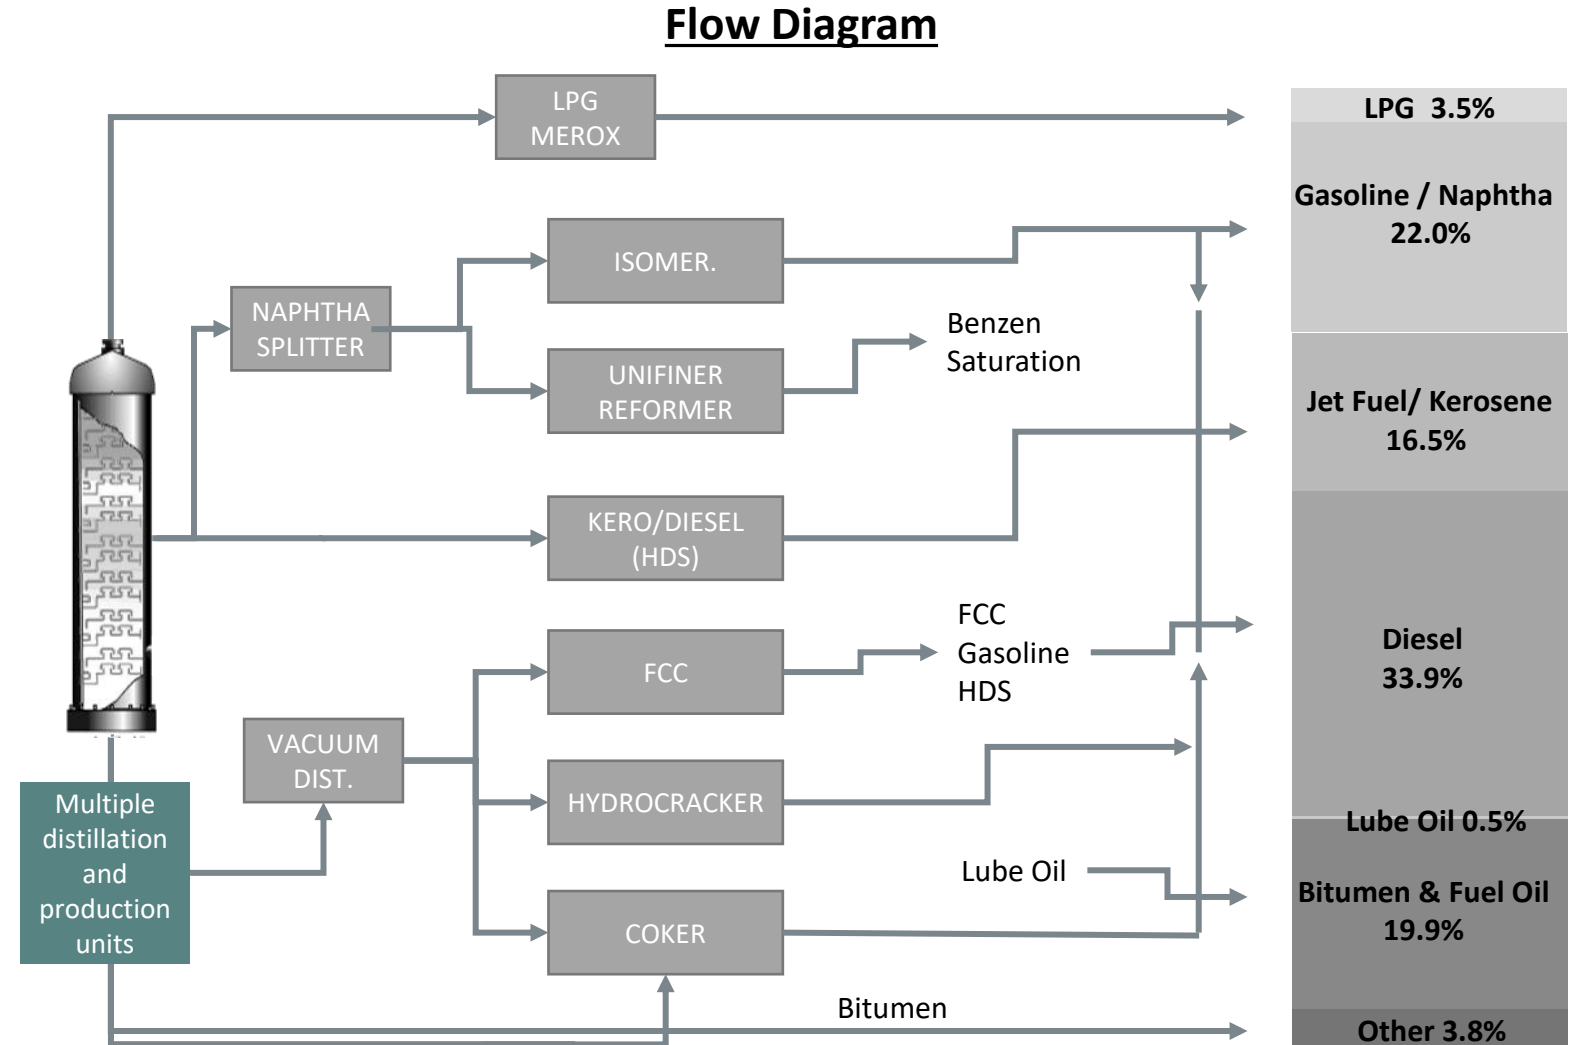 Flow Diagram
LPG
MEROX
LPG 3.5%
Gasoline / Naphtha
22.0%
ISOMER.
NAPHTHA
SPLITTER
Benzen
Saturation
UNIFINER
REFORMER
Jet Fuel/ Kerosene
16.5%
KERO/DIESEL
(HDS)
FCC
Gasoline
HDS
FCC
Diesel
33.9%
VACUUM
DIST.
HYDROCRACKER
Multiple
distillation
and
production
units
Lube Oil 0.5%
Lube Oil
Bitumen & Fuel Oil
19.9%
COKER
Bitumen
Other 3.8%